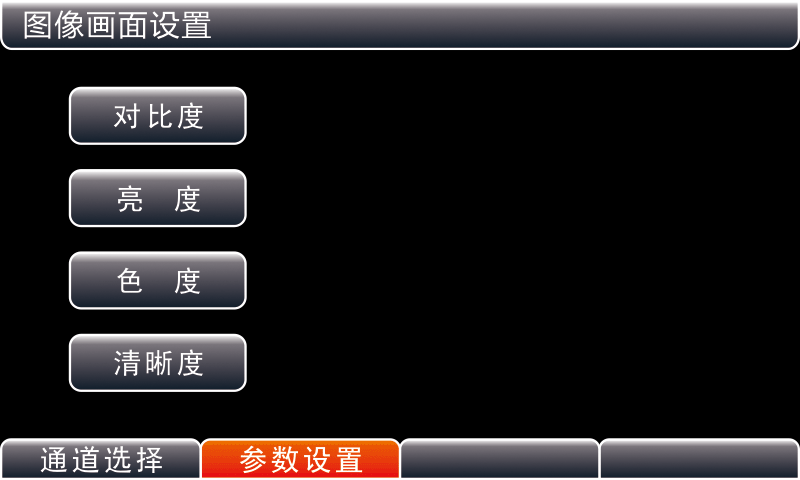 图像画面设置
对比度
亮 度
色 度
清晰度
通道选择 参数设置